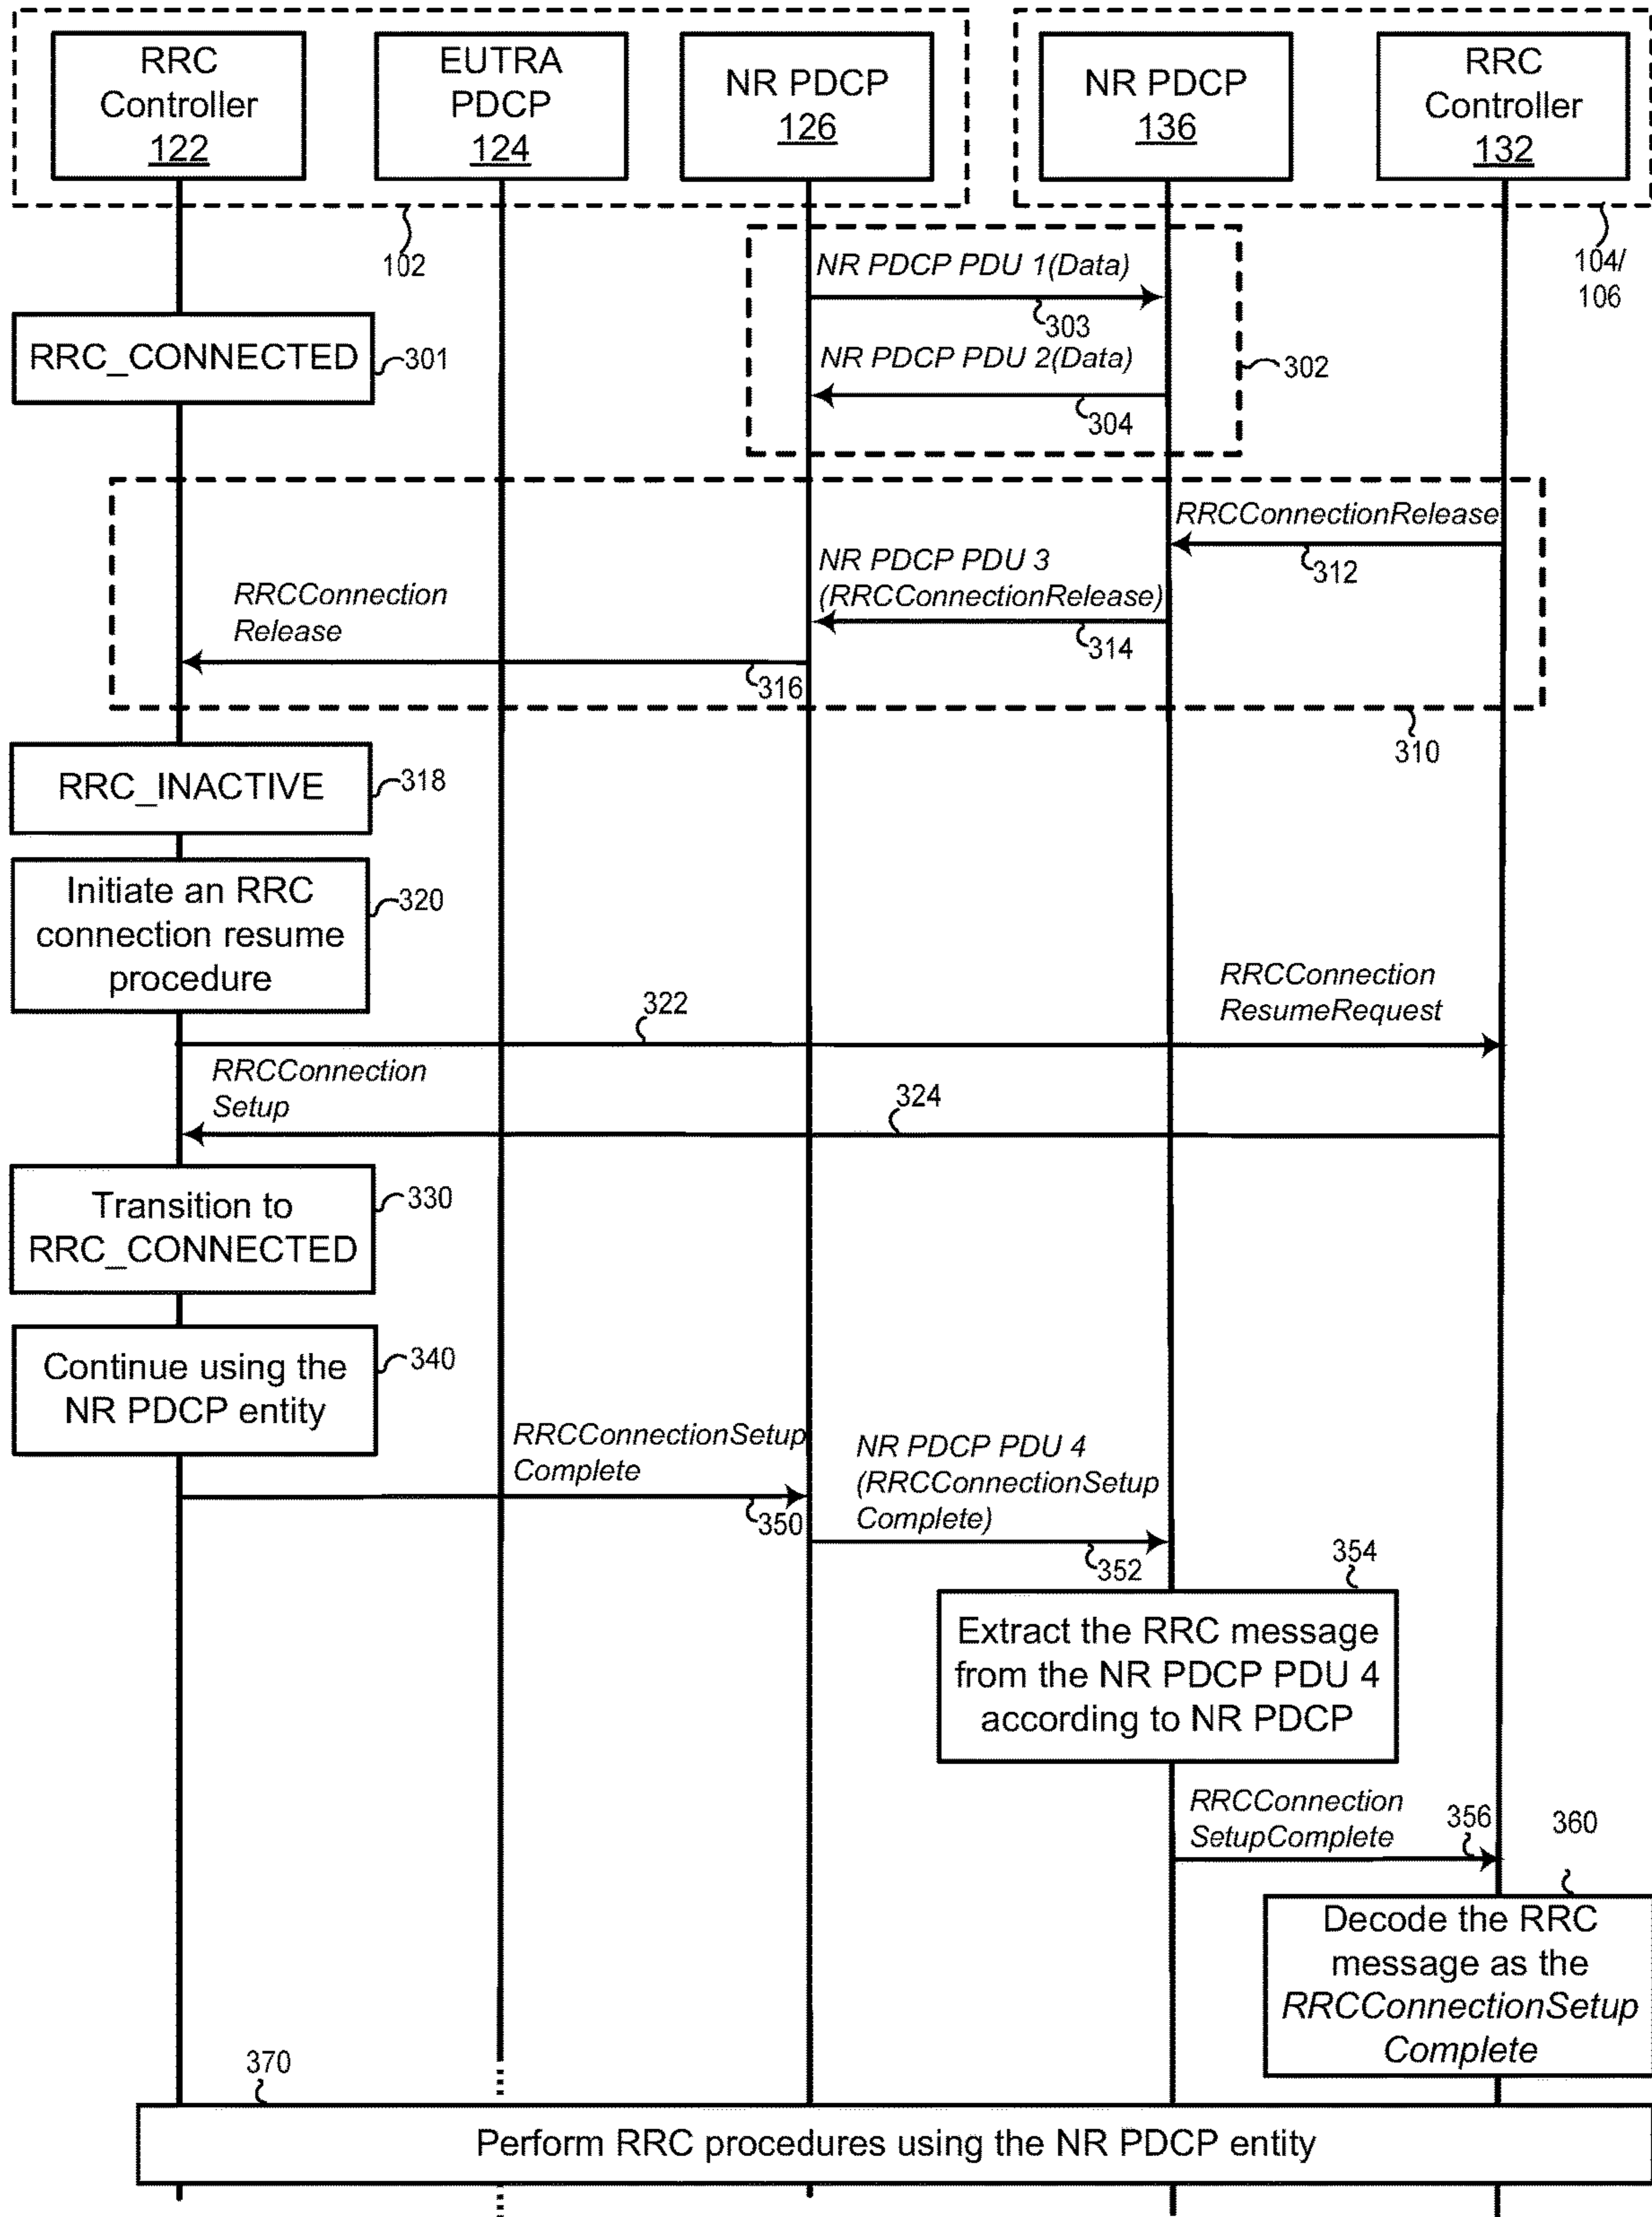 RRC
Controller
122
EUTRA
PDCP
124
NR PDCP
126
NR PDCP
136
RRC
Controller
132
102
104/
106
NR PDCP PDU 1(Data)
303
RRC_CONNECTED
301
NR PDCP PDU 2(Data)
302
304
RRCConnectionRelease
312
NR PDCP PDU 3
(RRCConnectionRelease)
314
RRCConnection
Release
316
310
RRC_INACTIVE
318
Initiate an RRC
connection resume
procedure
320
RRCConnection
ResumeRequest
322
RRCConnection
Setup
324
Transition to
RRC_CONNECTED
330
Continue using the
NR PDCP entity
340
RRCConnectionSetup
Complete
350
NR PDCP PDU 4
(RRCConnectionSetup
Complete)
352
354
Extract the RRC message
from the NR PDCP PDU 4
according to NR PDCP
RRCConnection
SetupComplete
356
360
Decode the RRC
message as the
RRCConnectionSetup
Complete
370
Perform RRC procedures using the NR PDCP entity